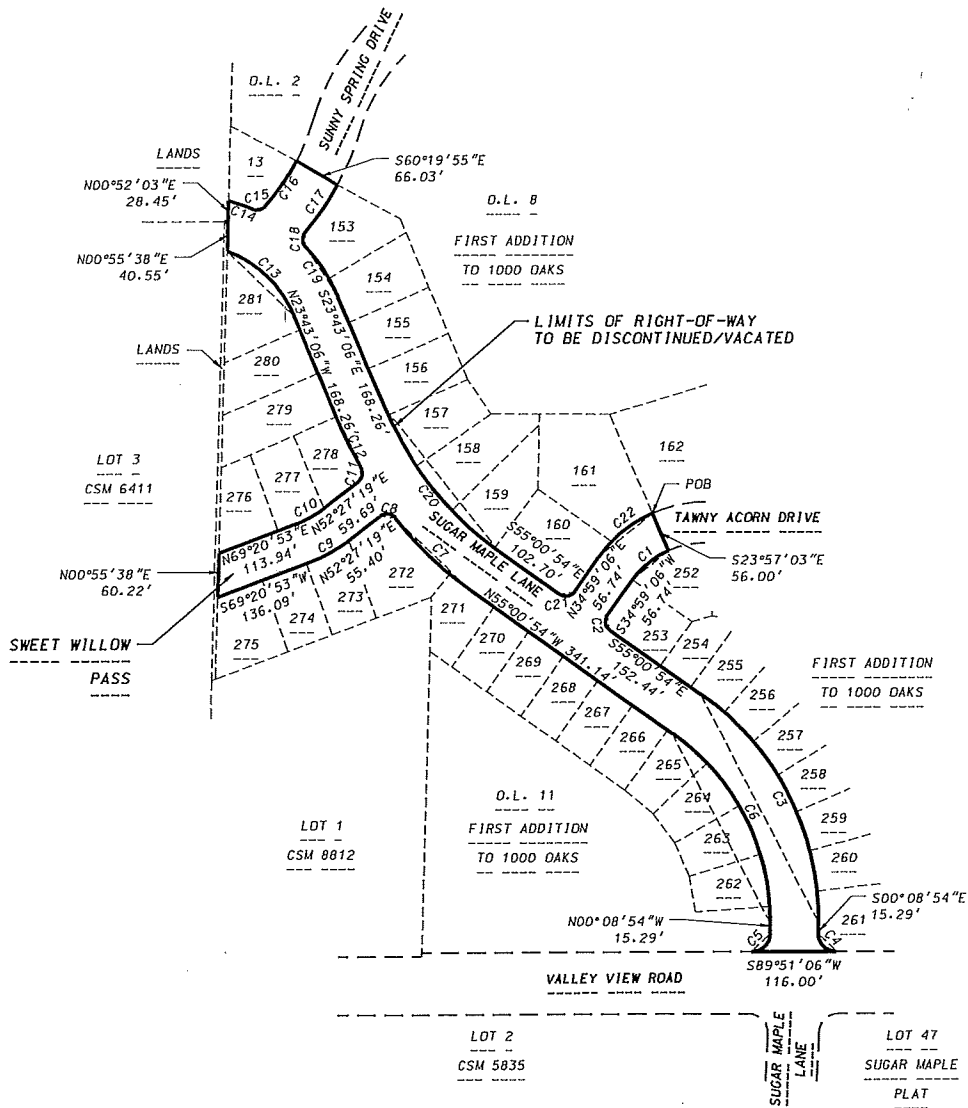 SUNNY SPRING DRIVE
O.L. 2
LANDS
13
S60°19'55"E
66.03'
N00°52'03"E
28.45'
C14
C15
C16
C17
C18
153
O.L. 8
FIRST ADDITION
TO 1000 OAKS
N00°55'38"E
40.55'
C13
C19
154
281
N23°43'06"W 168.26'
S23°43'06"E 168.26'
155
LIMITS OF RIGHT-OF-WAY
TO BE DISCONTINUED/VACATED
LANDS
280
156
279
157
C12
278
158
162
LOT 3
CSM 6411
277
C11
161
276
C10
159
POB
N52°27'19"E
59.69'
C8
C20
SUGAR MAPLE LANE
160
C22
TAWNY ACORN DRIVE
N69°20'53"E
113.94'
C9
C7
S55°00'54"E
102.70'
C1
S23°57'03"E
56.00'
N00°55'38"E
60.22'
S69°20'53"W
136.09'
N52°27'19"E
55.40'
272
C21
N34°59'06"E
56.74'
S34°59'06"W
56.74'
252
273
271
C2
253
274
N55°00'54"W 341.14'
254
SWEET WILLOW
PASS
275
270
S55°00'54"E
152.44'
255
FIRST ADDITION
TO 1000 OAKS
269
256
268
257
267
266
258
265
C3
O.L. 11
FIRST ADDITION
TO 1000 OAKS
264
C6
259
LOT 1
CSM 8812
263
260
262
S00°08'54"E
15.29'
N00°08'54"W
15.29'
261
C5
C4
S89°51'06"W
116.00'
VALLEY VIEW ROAD
LOT 2
CSM 5835
SUGAR MAPLE
LANE
LOT 47
SUGAR MAPLE
PLAT